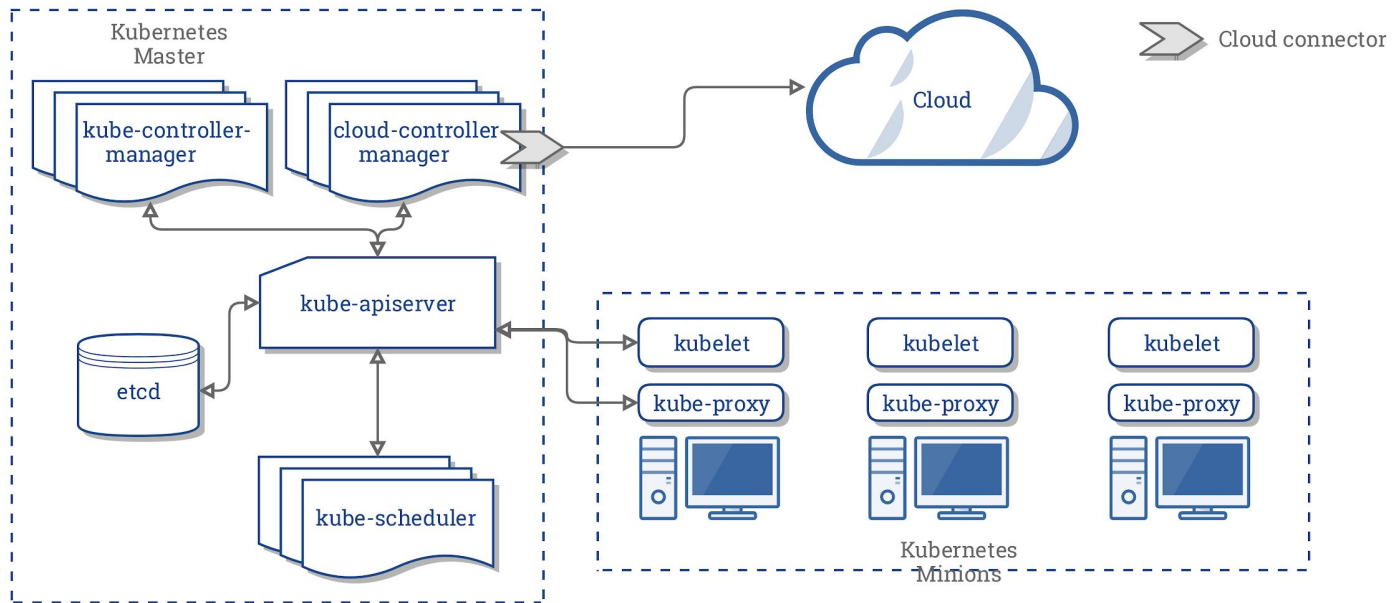 Kubernetes
Master
Cloud connector
Cloud
kube-controller-
manager
cloud-controller
manager
kube-apiserver
etcd
kube-scheduler
kubelet
kubelet
kubelet
kube-proxy
kube-proxy
kube-proxy
Kubernetes
Minions